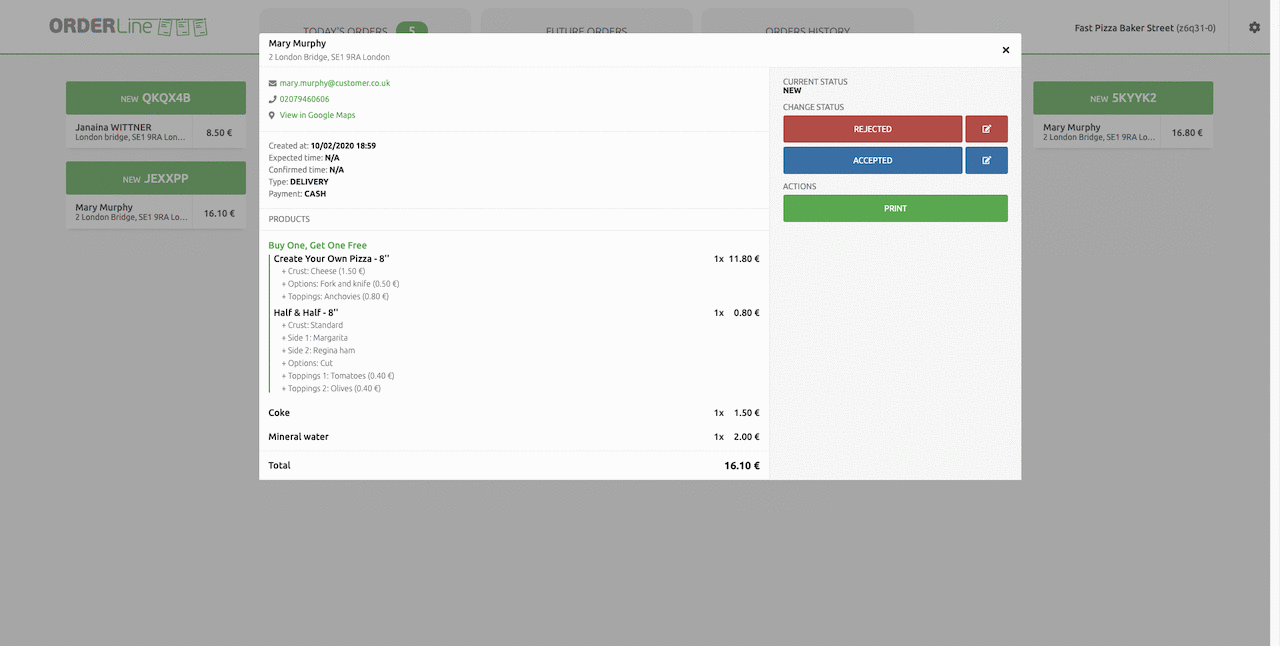 ORDERLine
TODAY'S ORDERS 5
FUTURE ORDERS
ORDERS HISTORY
Fast Pizza Baker Street (z6q31-0)
NEW QKQX4B
Janaina WITTNER
London bridge, SE1 9RA Lon...
8.50 €
NEW JEXXPP
Mary Murphy
2 London Bridge, SE1 9RA Lo...
16.10 €
Mary Murphy
2 London Bridge, SE1 9RA London
mary.murphy@customer.co.uk
02079460606
View in Google Maps
Created at: 10/02/2020 18:59
Expected time: N/A
Confirmed time: N/A
Type: DELIVERY
Payment: CASH
PRODUCTS
Buy One, Get One Free
Create Your Own Pizza - 8'' 1x 11.80 €
+ Crust: Cheese (1.50 €)
+ Options: Fork and knife (0.50 €)
+ Toppings: Anchovies (0.80 €)
Half & Half - 8'' 1x 0.80 €
+ Crust: Standard
+ Side 1: Margarita
+ Side 2: Regina ham
+ Options: Cut
+ Toppings 1: Tomatoes (0.40 €)
+ Toppings 2: Olives (0.40 €)
Coke 1x 1.50 €
Mineral water 1x 2.00 €
Total 16.10 €
CURRENT STATUS
NEW
CHANGE STATUS
REJECTED
ACCEPTED
ACTIONS
PRINT
NEW 5KYYK2
Mary Murphy
2 London Bridge, SE1 9RA Lo...
16.80 €